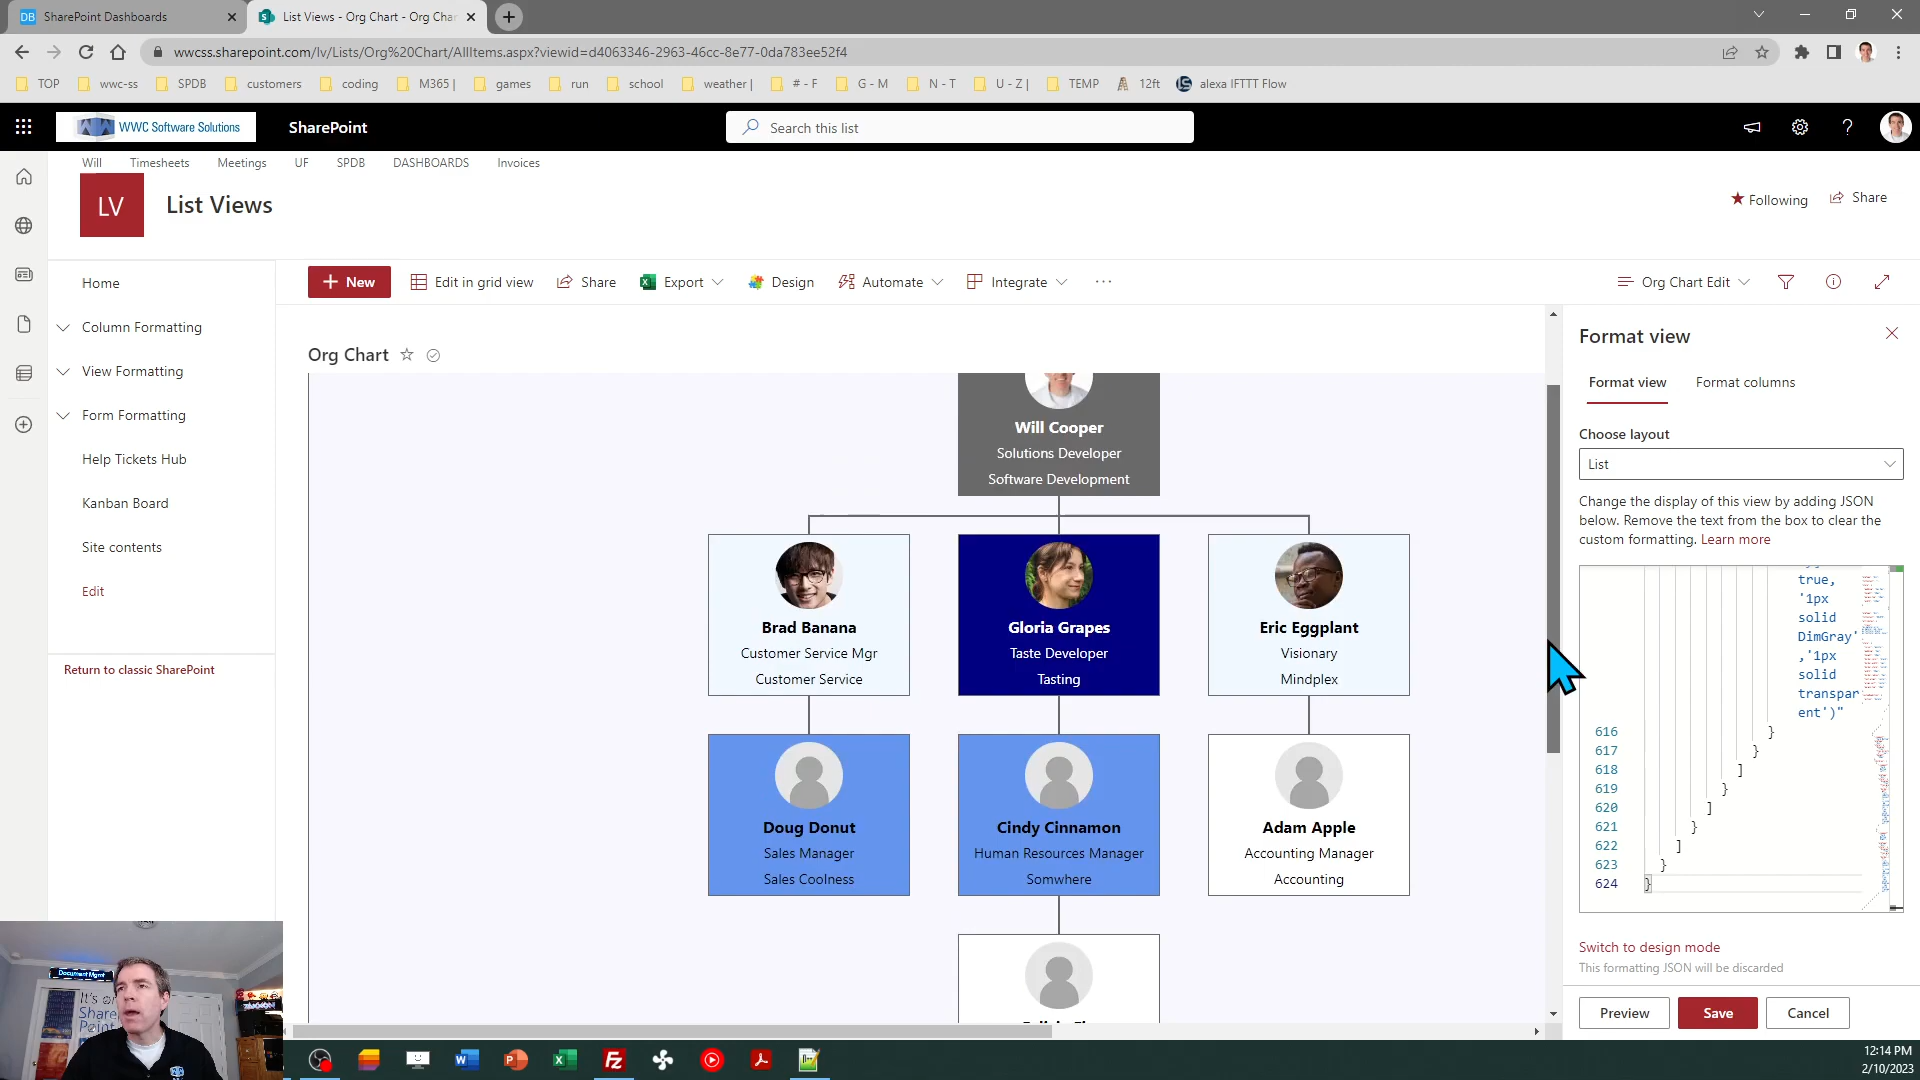 SharePoint Dashboards
List Views - Org Chart - Org Char
wwcss.sharepoint.com/lv/Lists/Org%20Chart/AllItems.aspx?viewid=d4063346-2963-46cc-8e77-0da783ee52f4
TOP wwc-ss SPDB customers coding M365 | games run school weather | # - F G - M N - T U - Z | TEMP 12ft alexa IFTTT Flow
WWC Software Solutions
SharePoint
Search this list
Will Timesheets Meetings UF SPDB DASHBOARDS Invoices
LV
List Views
Following
Share
Home
Column Formatting
View Formatting
Form Formatting
Help Tickets Hub
Kanban Board
Site contents
Edit
Return to classic SharePoint
New
Edit in grid view
Share
Export
Design
Automate
Integrate
Org Chart Edit
Org Chart
Will Cooper
Solutions Developer
Software Development
Brad Banana
Customer Service Mgr
Customer Service
Gloria Grapes
Taste Developer
Tasting
Eric Eggplant
Visionary
Mindplex
Doug Donut
Sales Manager
Sales Coolness
Cindy Cinnamon
Human Resources Manager
Somwhere
Adam Apple
Accounting Manager
Accounting
Format view
Format view
Format columns
Choose layout
List
Change the display of this view by adding JSON
below. Remove the text from the box to clear the
custom formatting. Learn more
true,
'1px
solid
DimGray'
,'1px
solid
transpar
ent')"
616 }
617 }
618 ]
619 }
620 ]
621 }
622 ]
623 }
624 }
Switch to design mode
This formatting JSON will be discarded
Preview
Save
Cancel
Document Mgmt
It's
Share
Point
12:14 PM
2/10/2023